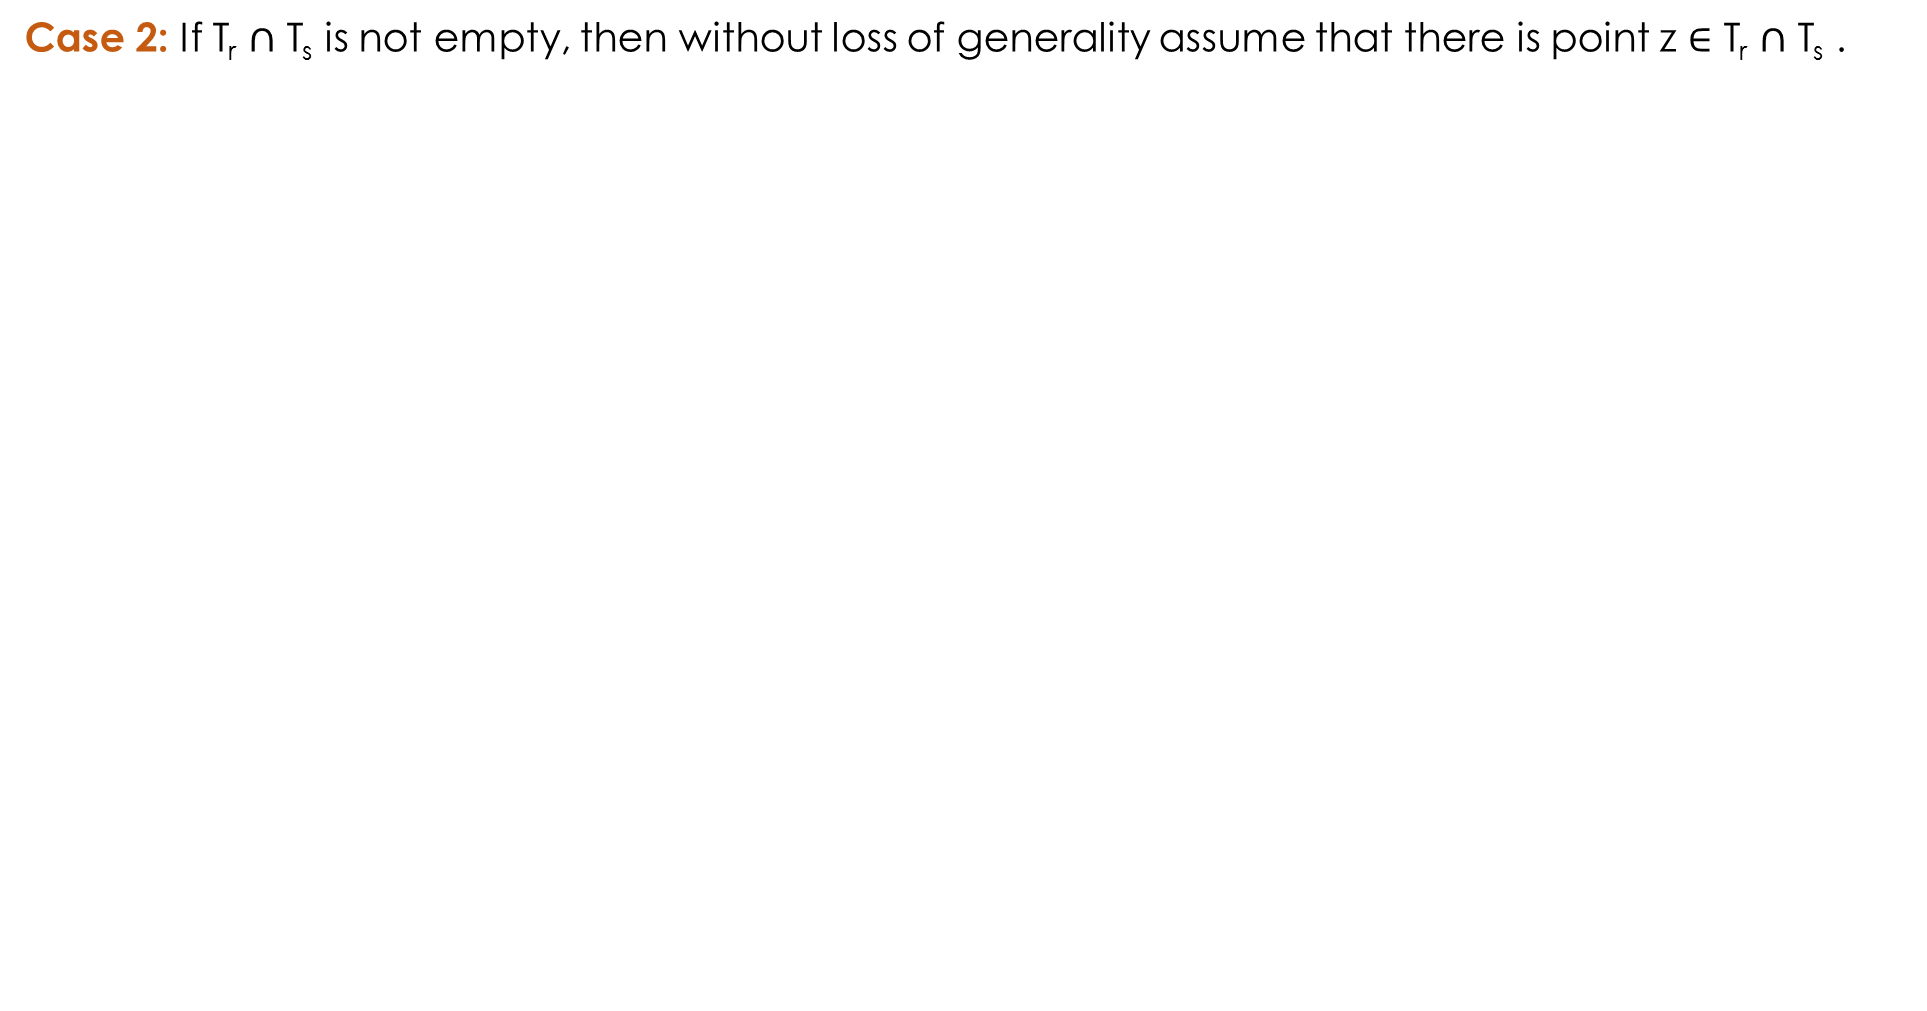 Case 2: If Tᵣ ∩ Tₛ is not empty, then without loss of generality assume that there is point z ∈ Tᵣ ∩ Tₛ .